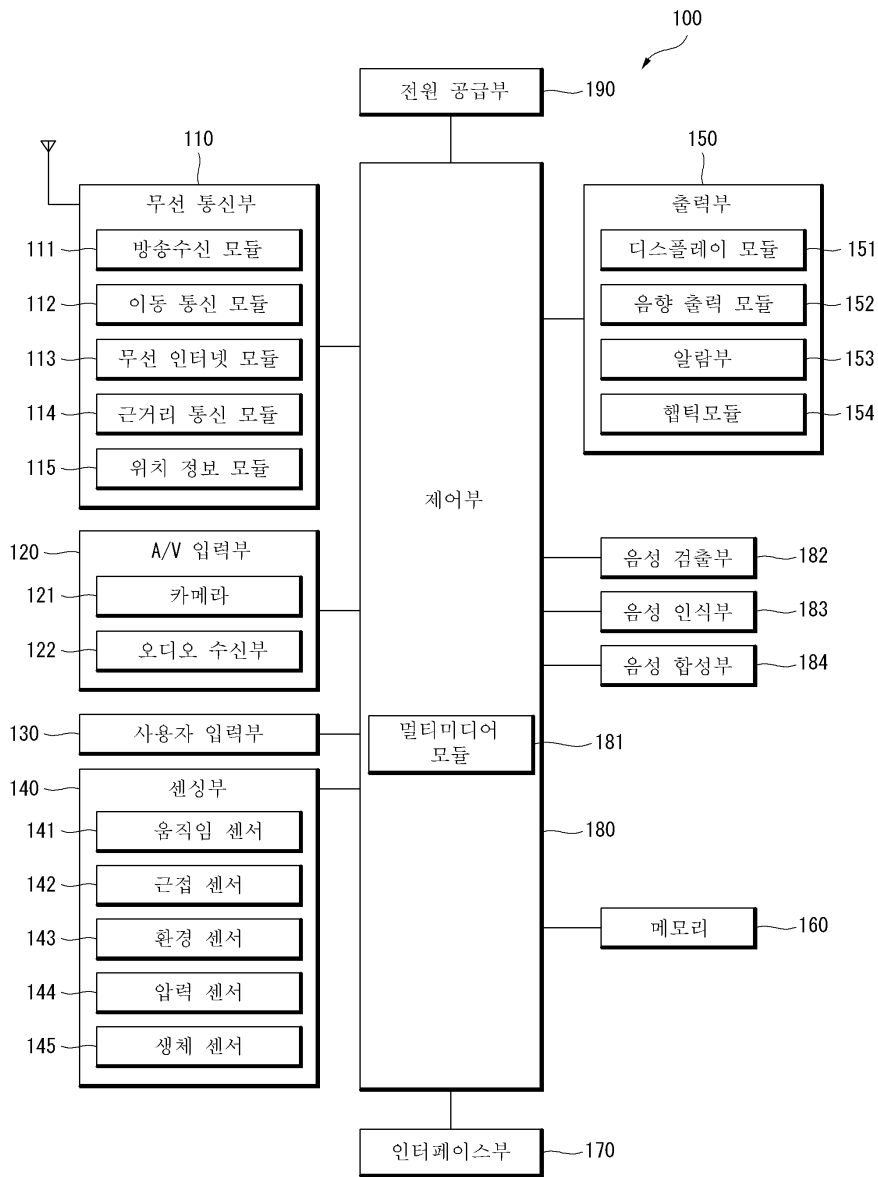 100
전원 공급부
190
110
무선 통신부
111
방송수신 모듈
112
이동 통신 모듈
113
무선 인터넷 모듈
114
근거리 통신 모듈
115
위치 정보 모듈
120
A/V 입력부
121
카메라
122
오디오 수신부
130
사용자 입력부
140
센싱부
141
움직임 센서
142
근접 센서
143
환경 센서
144
압력 센서
145
생체 센서
제어부
멀티미디어
모듈
181
180
150
출력부
디스플레이 모듈
151
음향 출력 모듈
152
알람부
153
햅틱모듈
154
음성 검출부
182
음성 인식부
183
음성 합성부
184
메모리
160
인터페이스부
170